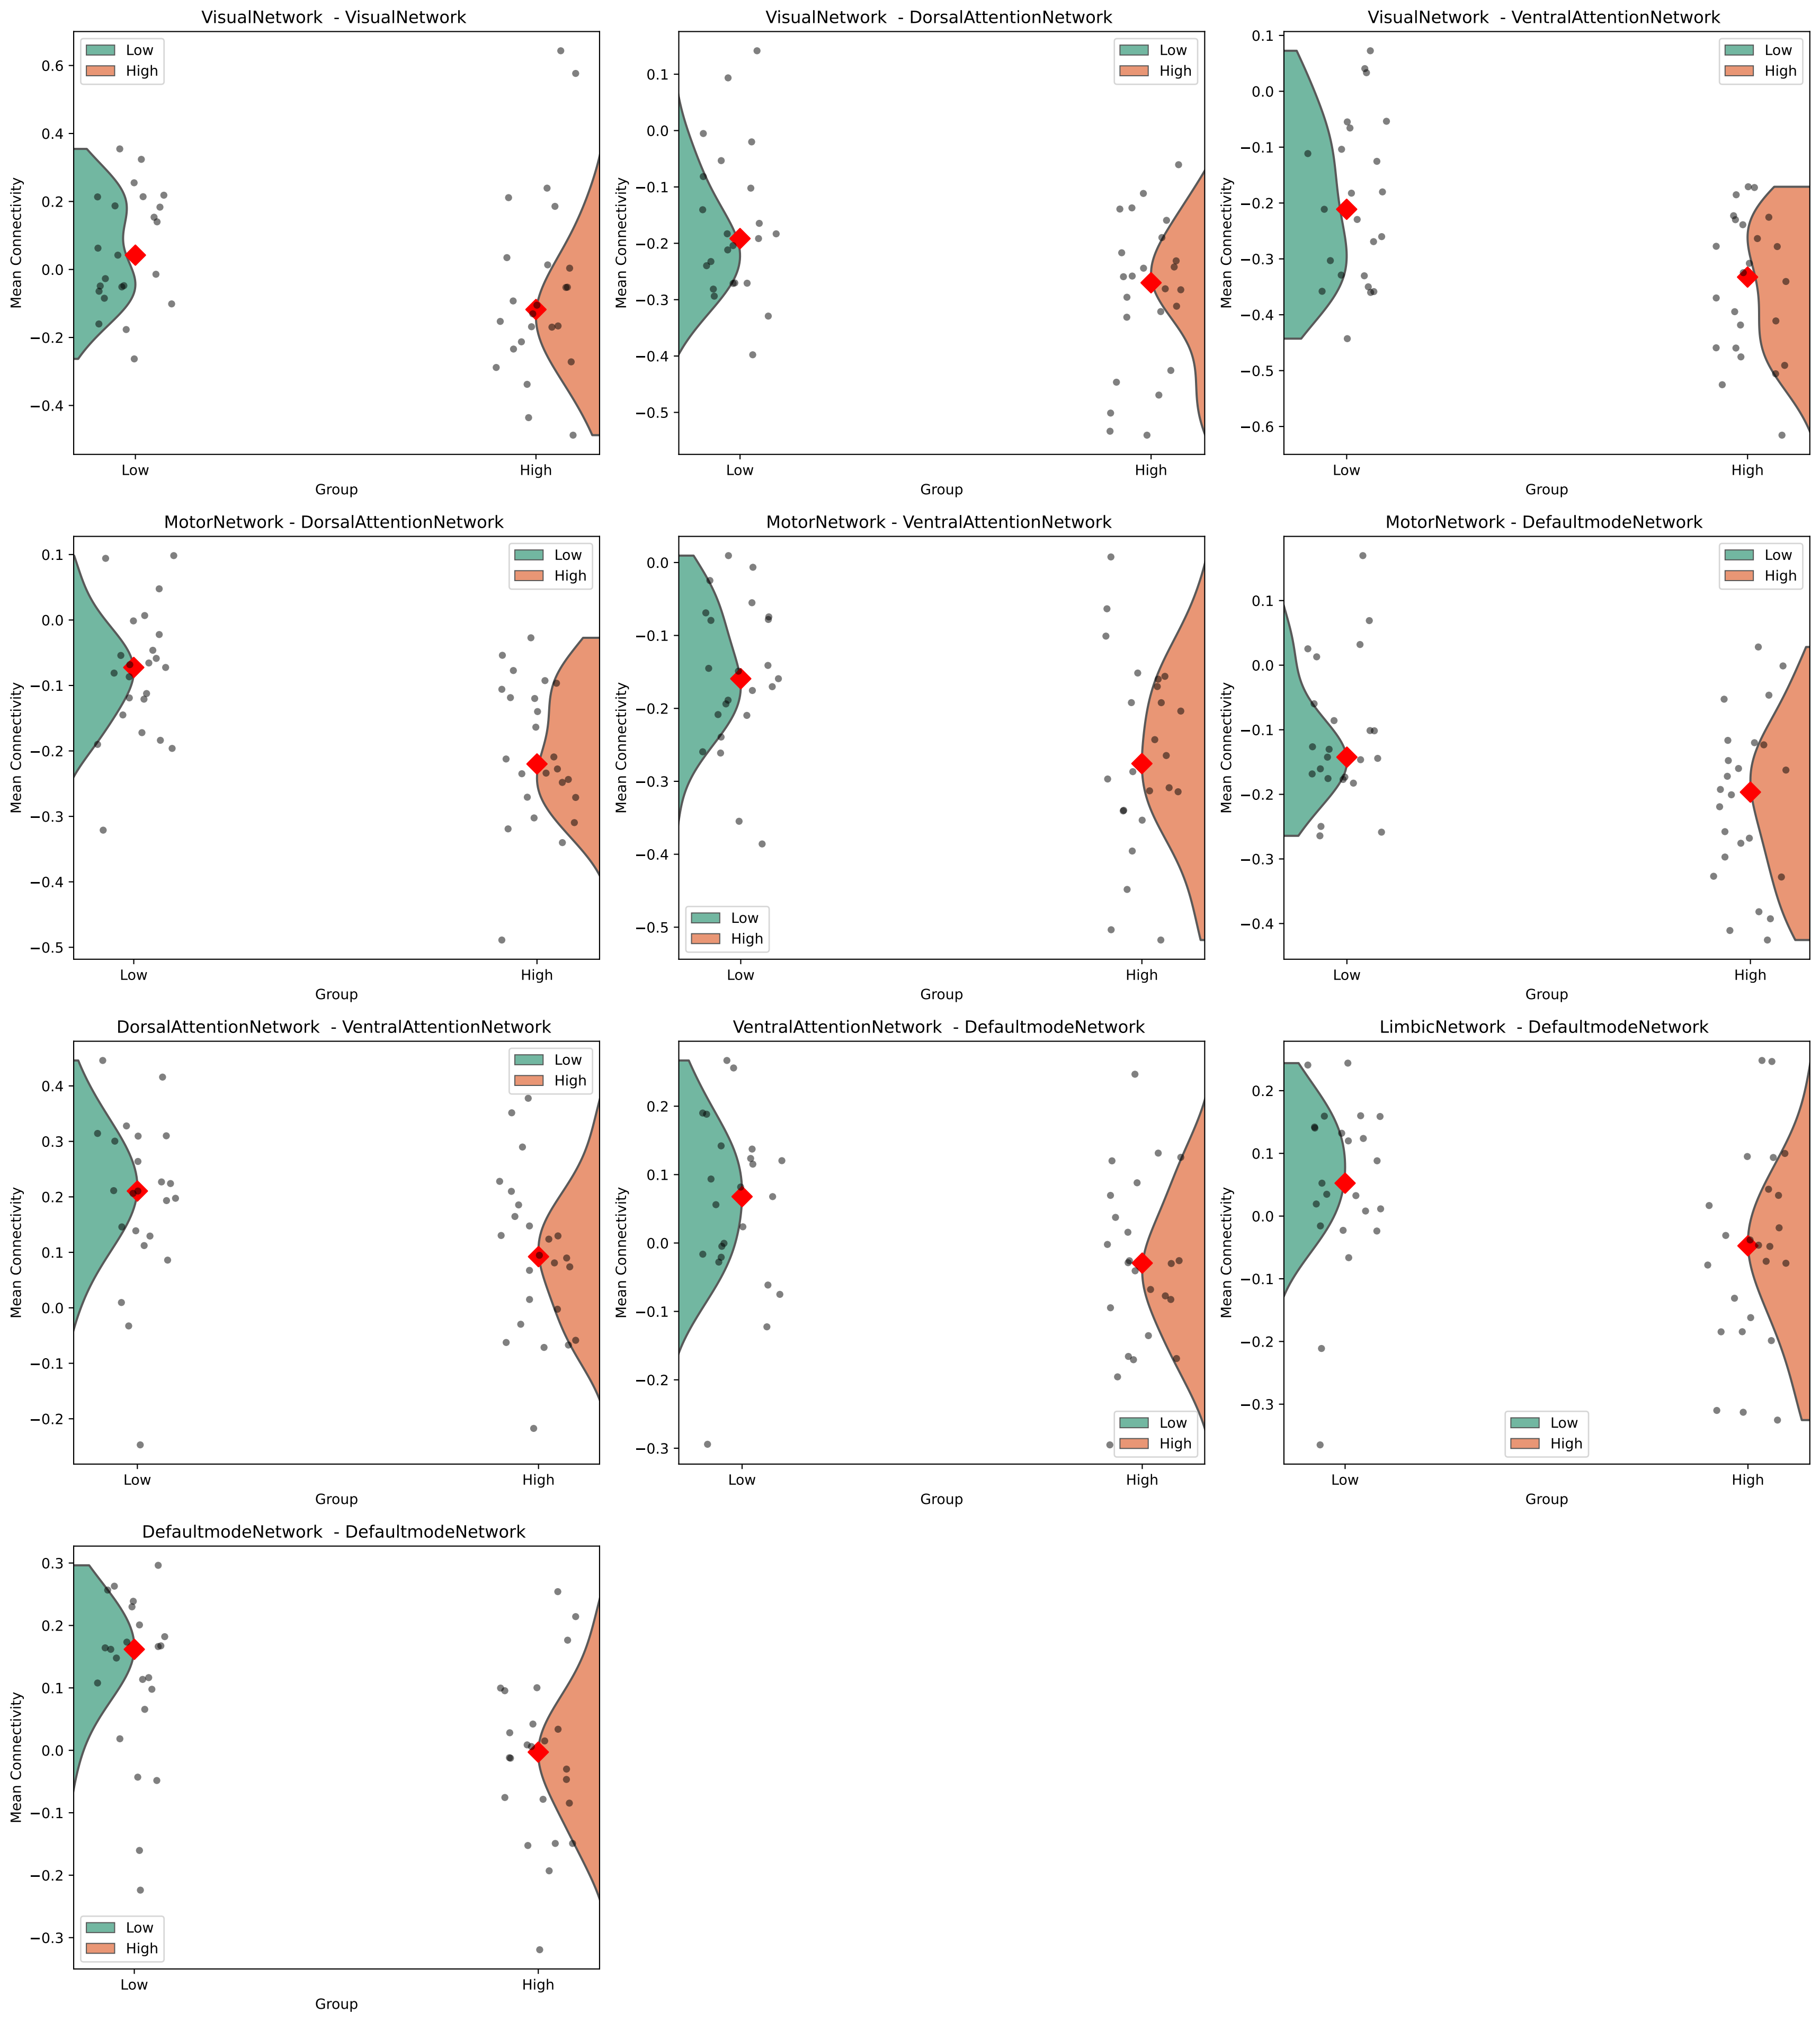 VisualNetwork  - VisualNetwork
Low
High
0.6
0.4
0.2
0.0
−0.2
−0.4
Mean Connectivity
Low
High
Group
VisualNetwork  - DorsalAttentionNetwork
Low
High
0.1
0.0
−0.1
−0.2
−0.3
−0.4
−0.5
Mean Connectivity
Low
High
Group
VisualNetwork  - VentralAttentionNetwork
Low
High
0.1
0.0
−0.1
−0.2
−0.3
−0.4
−0.5
−0.6
Mean Connectivity
Low
High
Group
MotorNetwork - DorsalAttentionNetwork
Low
High
0.1
0.0
−0.1
−0.2
−0.3
−0.4
−0.5
Mean Connectivity
Low
High
Group
MotorNetwork - VentralAttentionNetwork
0.0
−0.1
−0.2
−0.3
−0.4
−0.5
Mean Connectivity
Low
High
Low
High
Group
MotorNetwork - DefaultmodeNetwork
Low
High
0.1
0.0
−0.1
−0.2
−0.3
−0.4
Mean Connectivity
Low
High
Group
DorsalAttentionNetwork  - VentralAttentionNetwork
Low
High
0.4
0.3
0.2
0.1
0.0
−0.1
−0.2
Mean Connectivity
Low
High
Group
VentralAttentionNetwork  - DefaultmodeNetwork
0.2
0.1
0.0
−0.1
−0.2
−0.3
Mean Connectivity
Low
High
Low
High
Group
LimbicNetwork  - DefaultmodeNetwork
0.2
0.1
0.0
−0.1
−0.2
−0.3
Mean Connectivity
Low
High
Low
High
Group
DefaultmodeNetwork  - DefaultmodeNetwork
0.3
0.2
0.1
0.0
−0.1
−0.2
−0.3
Mean Connectivity
Low
High
Low
High
Group